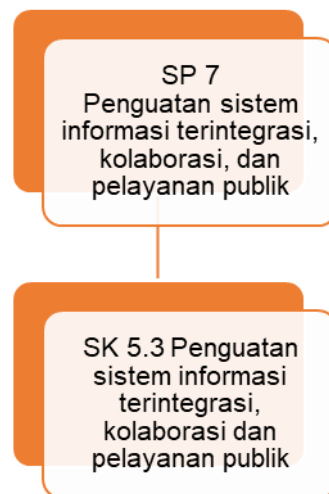 SP 7
Penguatan sistem
informasi terintegrasi,
kolaborasi, dan
pelayanan publik
SK 5.3 Penguatan
sistem informasi
terintegrasi,
kolaborasi dan
pelayanan publik